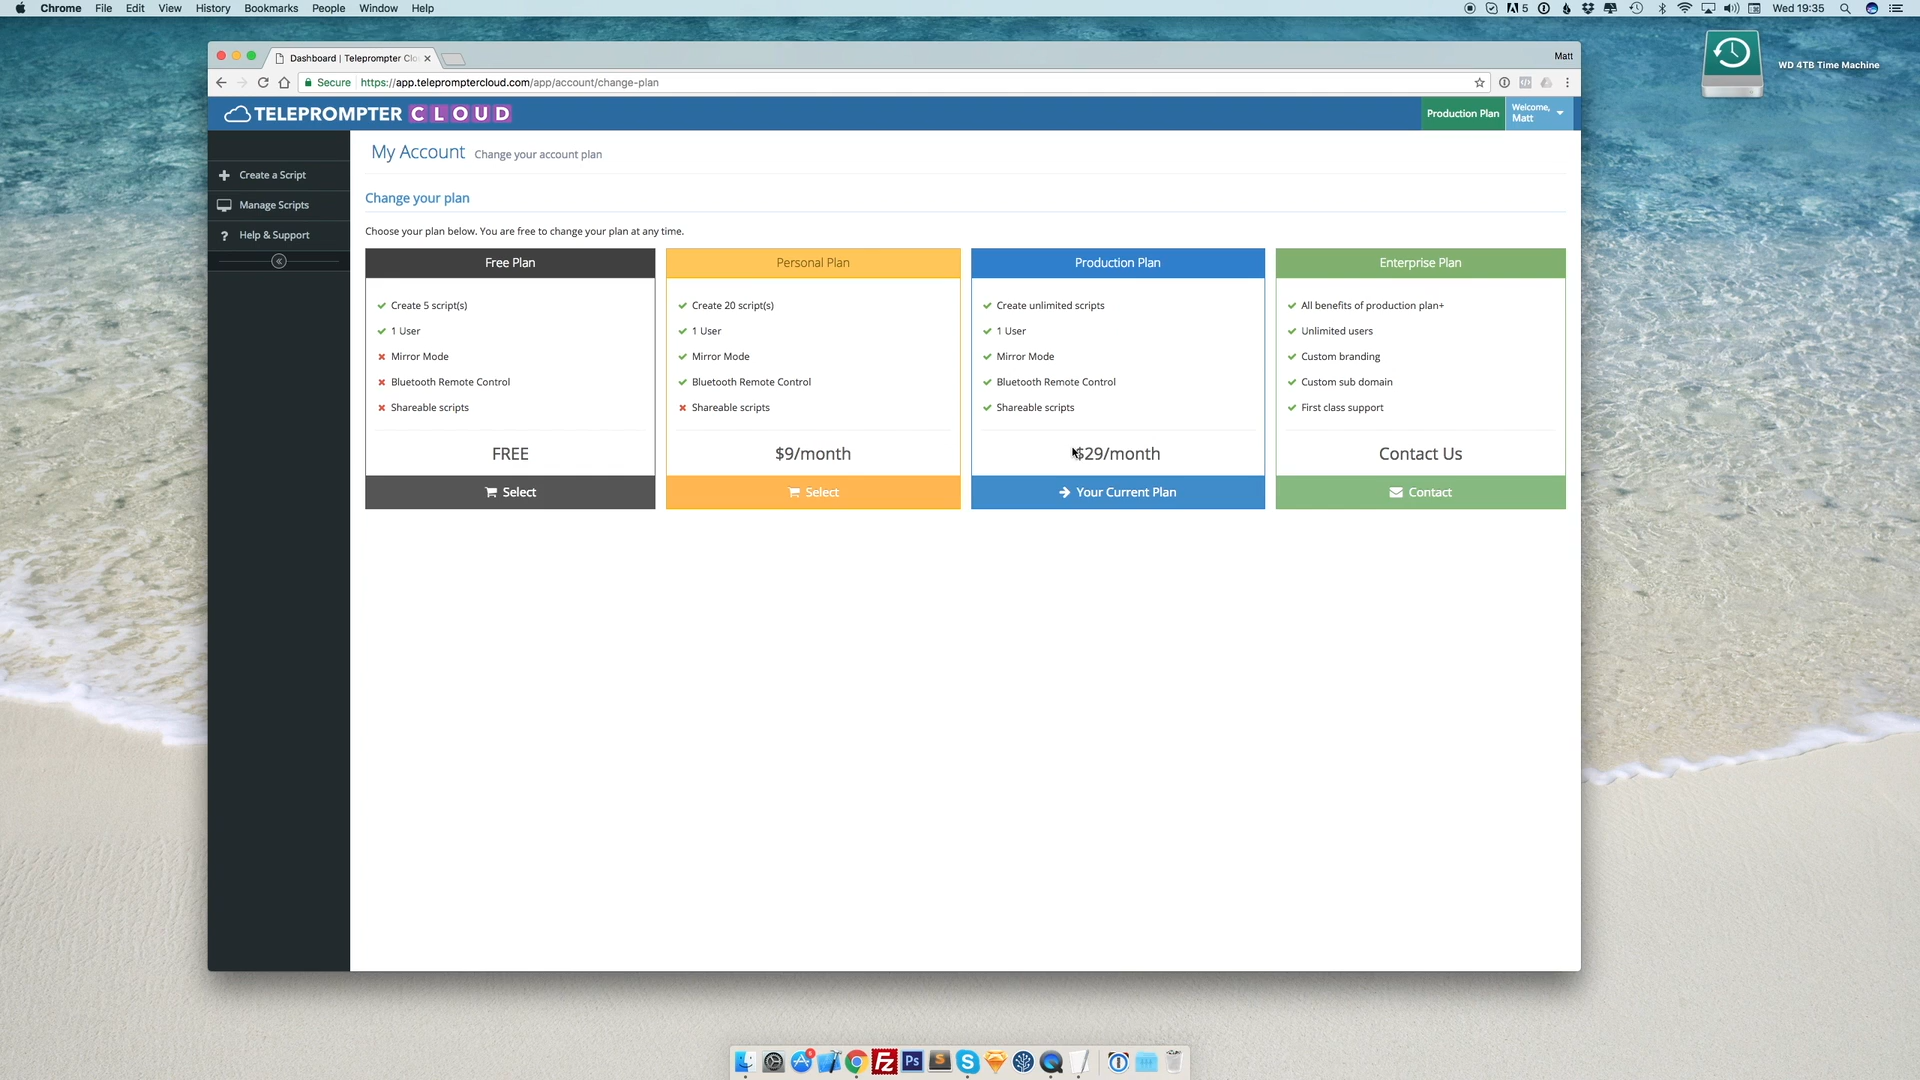 Chrome File Edit View History Bookmarks People Window Help
5 Wed 19:35
WD 4TB Time Machine
Dashboard | Teleprompter Clo
Matt
Secure https://app.telepromptercloud.com/app/account/change-plan
TELEPROMPTER CLOUD
Production Plan
Welcome,
Matt
Create a Script
Manage Scripts
Help & Support
My Account Change your account plan
Change your plan
Choose your plan below. You are free to change your plan at any time.
Free Plan
Create 5 script(s)
1 User
Mirror Mode
Bluetooth Remote Control
Shareable scripts
FREE
Select
Personal Plan
Create 20 script(s)
1 User
Mirror Mode
Bluetooth Remote Control
Shareable scripts
$9/month
Select
Production Plan
Create unlimited scripts
1 User
Mirror Mode
Bluetooth Remote Control
Shareable scripts
$29/month
Your Current Plan
Enterprise Plan
All benefits of production plan+
Unlimited users
Custom branding
Custom sub domain
First class support
Contact Us
Contact
Fz Ps S S